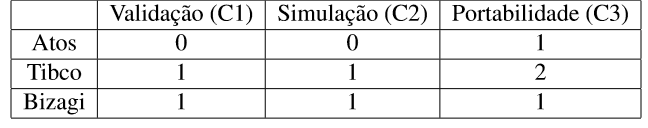 Validação (C1) Simulação (C2) Portabilidade (C3)
Atos 0 0 1
Tibco 1 1 2
Bizagi 1 1 1